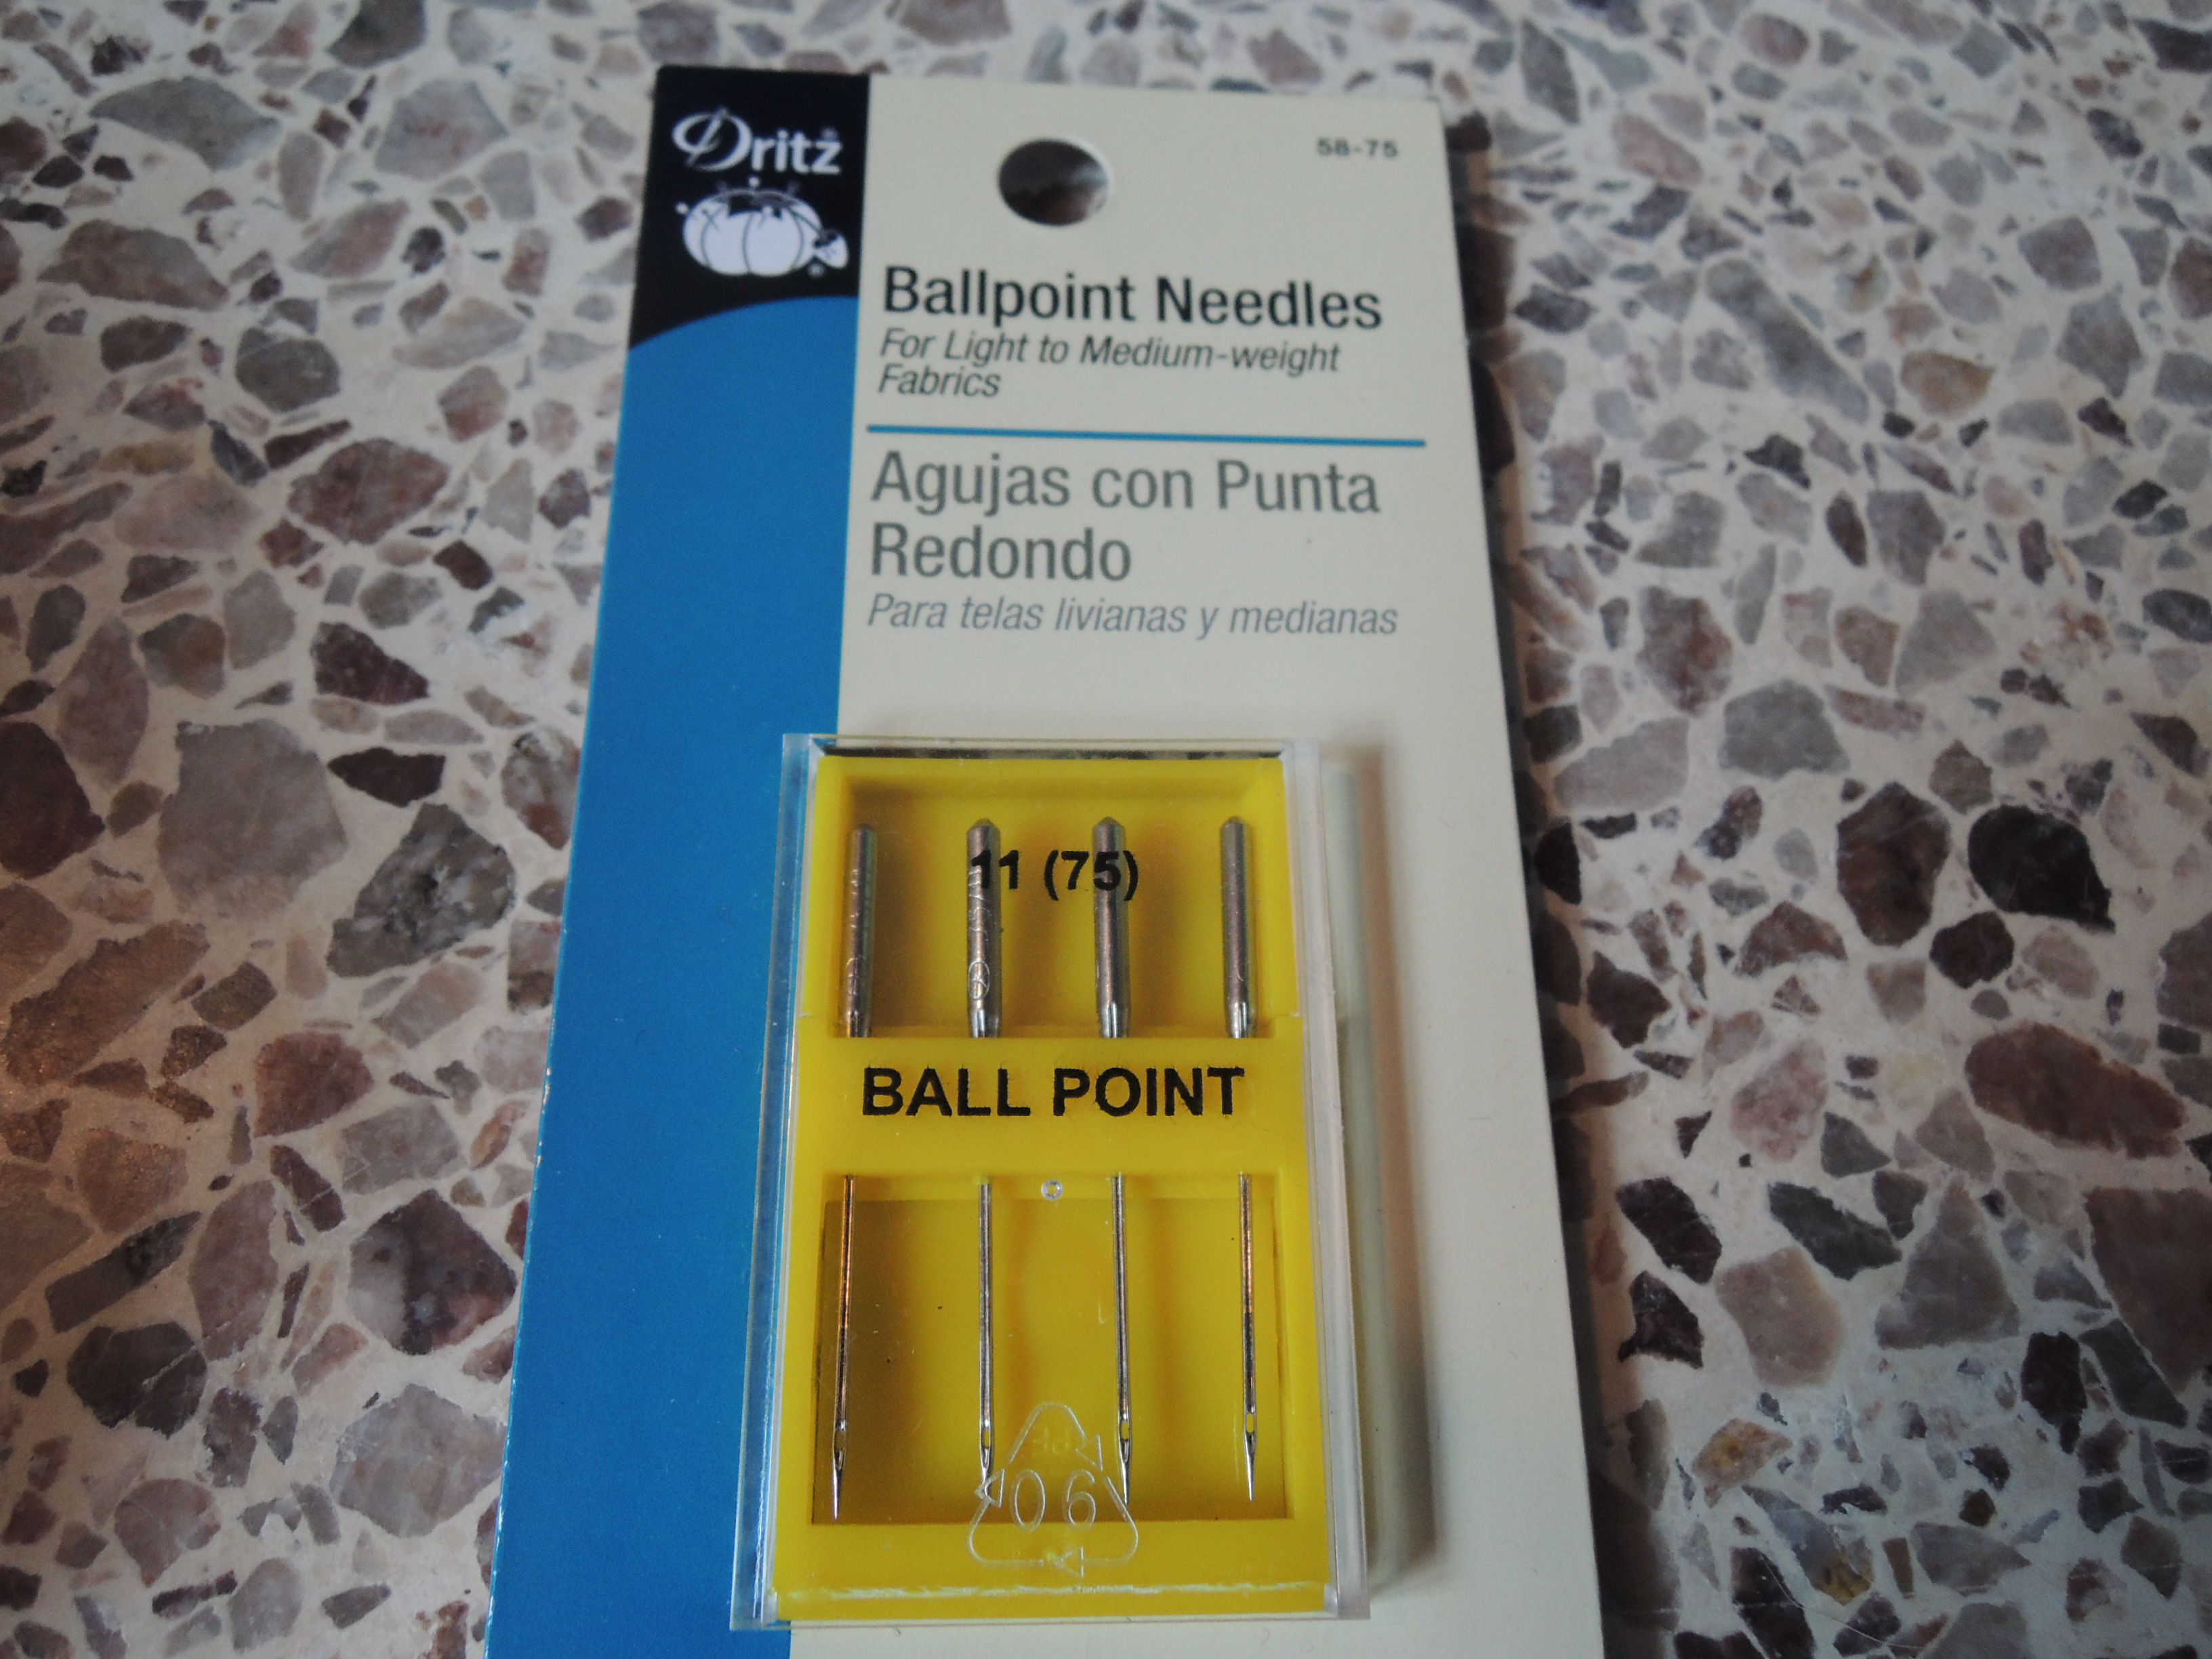 Dritz®
58-75
Ballpoint Needles
For Light to Medium-weight
Fabrics
Agujas con Punta
Redondo
Para telas livianas y medianas
11 (75)
BALL POINT
PP
06